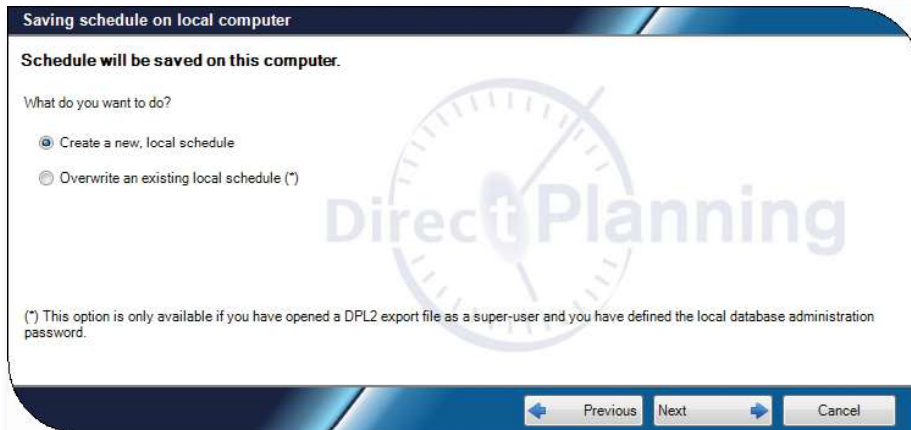 Saving schedule on local computer
Schedule will be saved on this computer.
What do you want to do?
Create a new, local schedule
Overwrite an existing local schedule (*)
DirectPlanning
(*) This option is only available if you have opened a DPL2 export file as a super-user and you have defined the local database administration
password.
Previous Next Cancel